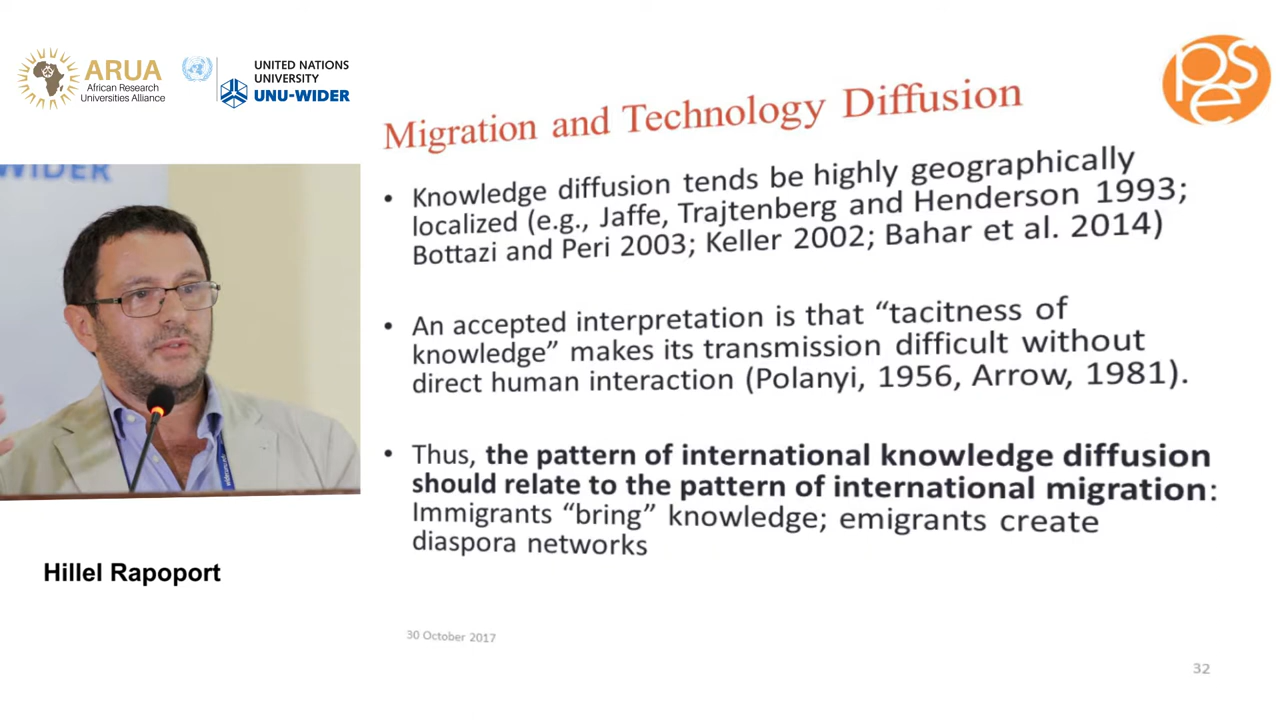 ARUA
African Research
Universities Alliance
UNITED NATIONS
UNIVERSITY
UNU-WIDER
pse
-WIDER
Migration and Technology Diffusion
• Knowledge diffusion tends be highly geographically
localized (e.g., Jaffe, Trajtenberg and Henderson 1993;
Bottazi and Peri 2003; Keller 2002; Bahar et al. 2014)
• An accepted interpretation is that “tacitness of
knowledge” makes its transmission difficult without
direct human interaction (Polanyi, 1956, Arrow, 1981).
• Thus, the pattern of international knowledge diffusion
should relate to the pattern of international migration:
Immigrants “bring” knowledge; emigrants create
diaspora networks
Hillel Rapoport
30 October 2017
32